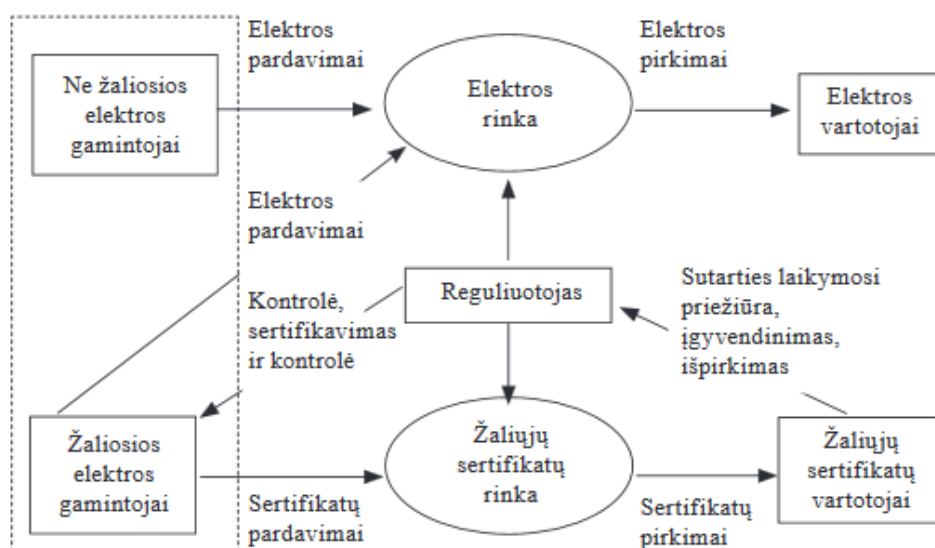 Elektros
pardavimai
Elektros
pirkimai
Ne žaliosios
elektros
gamintojai
Elektros
rinka
Elektros
vartotojai
Elektros
pardavimai
Kontrolė,
sertifikavimas
ir kontrolė
Reguliuotojas
Sutarties laikymosi
priežiūra,
įgyvendinimas,
išpirkimas
Žaliosios
elektros
gamintojai
Žaliųjų
sertifikatų
rinka
Žaliųjų
sertifikatų
vartotojai
Sertifikatų
pardavimai
Sertifikatų
pirkimai